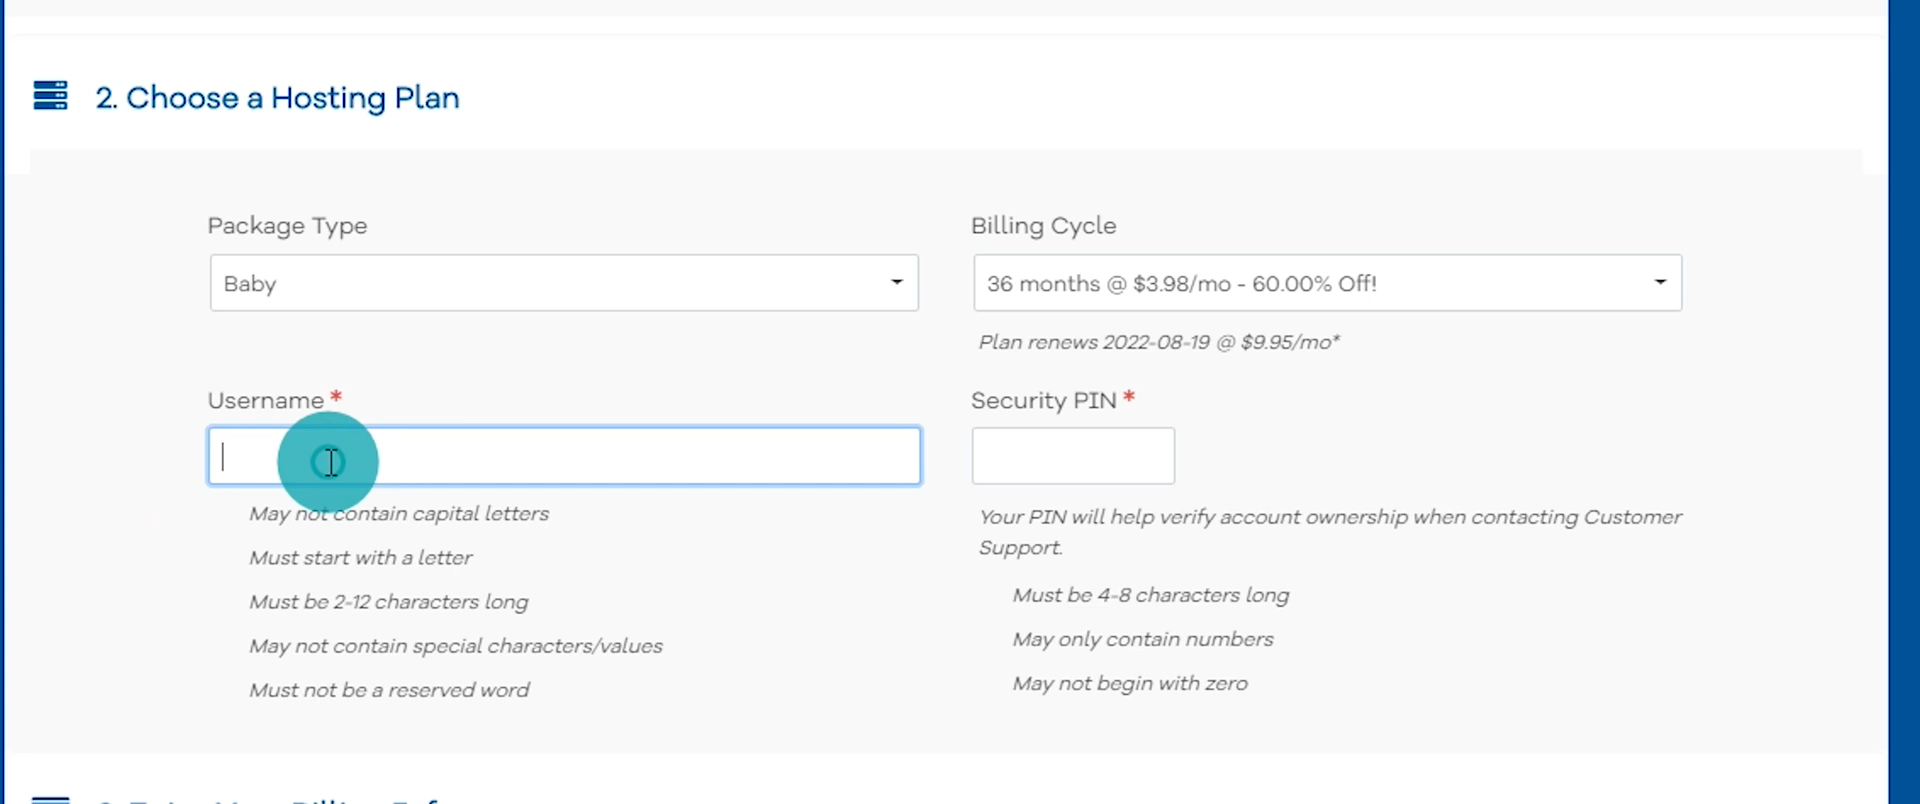 2. Choose a Hosting Plan
Package Type
Billing Cycle
Baby
36 months @ $3.98/mo - 60.00% Off!
Plan renews 2022-08-19 @ $9.95/mo*
Username *
Security PIN *
May not contain capital letters
Must start with a letter
Must be 2-12 characters long
May not contain special characters/values
Must not be a reserved word
Your PIN will help verify account ownership when contacting Customer
Support.
Must be 4-8 characters long
May only contain numbers
May not begin with zero